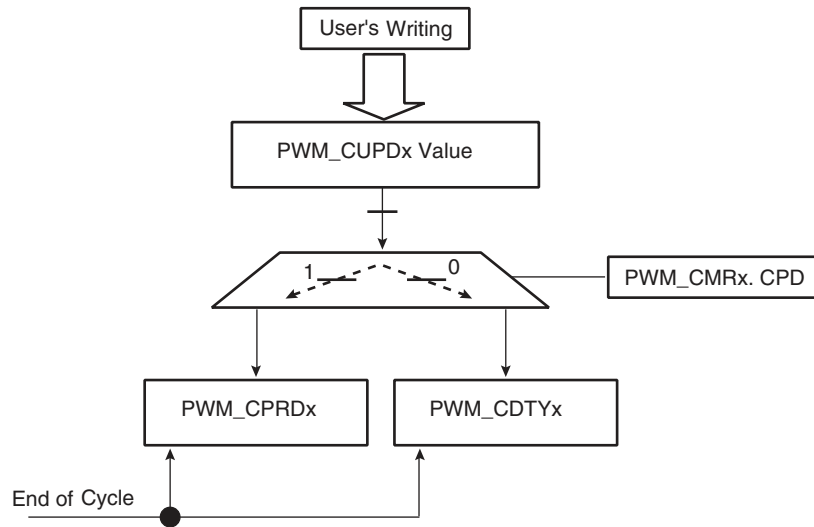 User's Writing
PWM_CUPDx Value
1
0
PWM_CMRx. CPD
PWM_CPRDx
PWM_CDTYx
End of Cycle